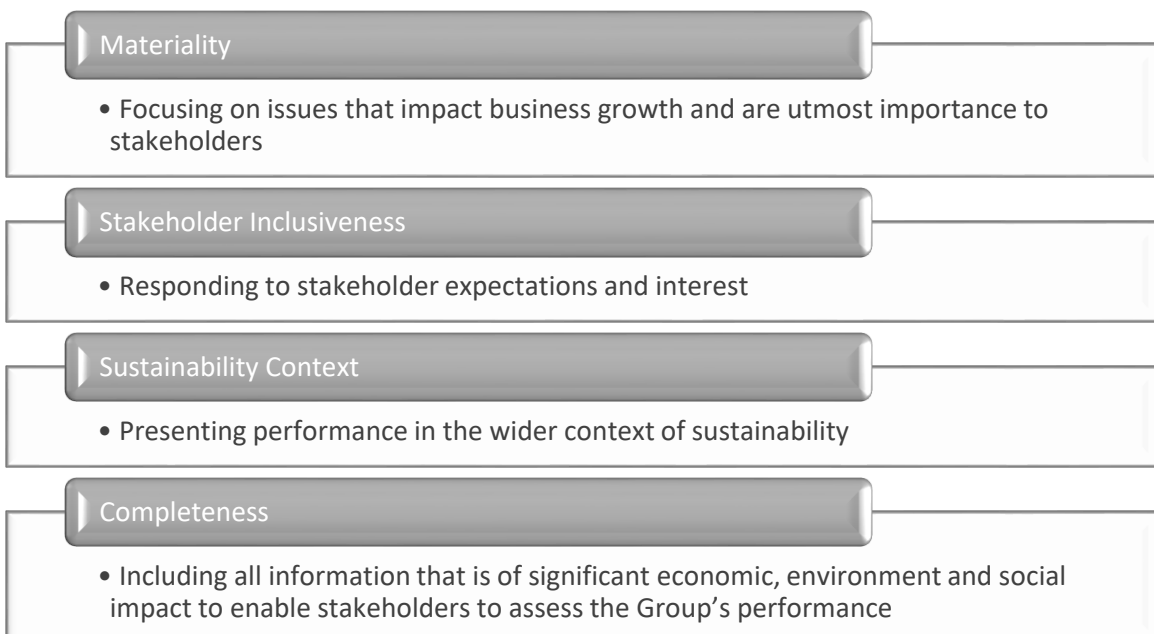 Materiality
• Focusing on issues that impact business growth and are utmost importance to
stakeholders
Stakeholder Inclusiveness
• Responding to stakeholder expectations and interest
Sustainability Context
• Presenting performance in the wider context of sustainability
Completeness
• Including all information that is of significant economic, environment and social
impact to enable stakeholders to assess the Group’s performance